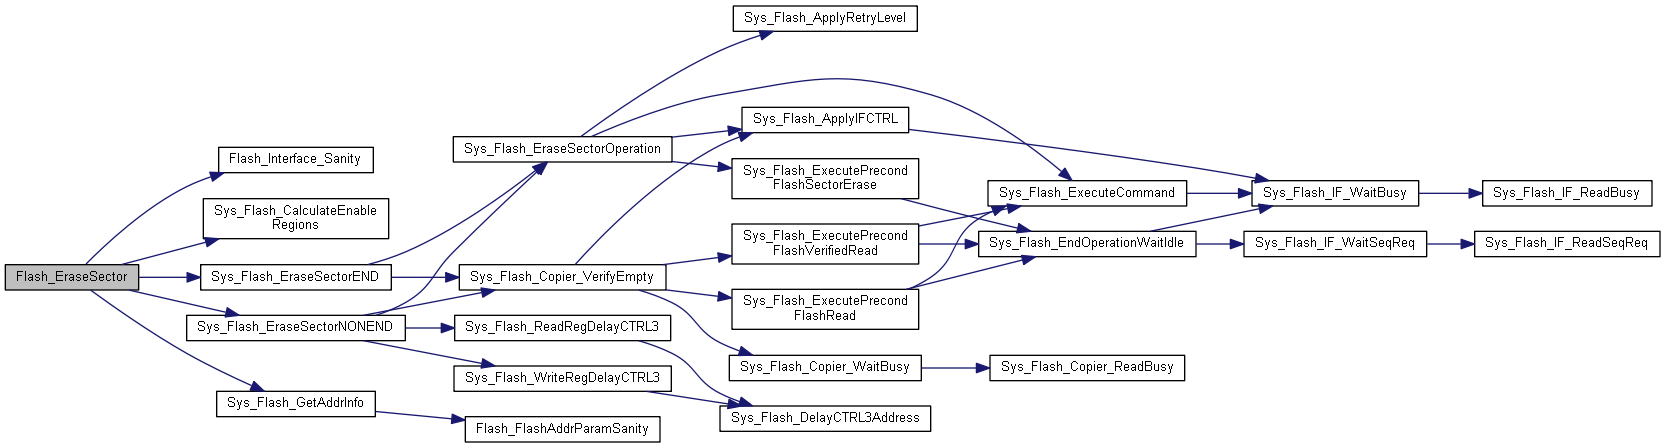 Flash_EraseSector
Flash_Interface_Sanity
Sys_Flash_CalculateEnable
Regions
Sys_Flash_EraseSectorEND
Sys_Flash_EraseSectorNONEND
Sys_Flash_GetAddrInfo
Sys_Flash_EraseSectorOperation
Sys_Flash_Copier_VerifyEmpty
Sys_Flash_ReadRegDelayCTRL3
Sys_Flash_WriteRegDelayCTRL3
Flash_FlashAddrParamSanity
Sys_Flash_ApplyRetryLevel
Sys_Flash_ApplyIFCTRL
Sys_Flash_ExecutePrecond
FlashSectorErase
Sys_Flash_ExecutePrecond
FlashVerifiedRead
Sys_Flash_ExecutePrecond
FlashRead
Sys_Flash_Copier_WaitBusy
Sys_Flash_DelayCTRL3Address
Sys_Flash_ExecuteCommand
Sys_Flash_EndOperationWaitIdle
Sys_Flash_Copier_ReadBusy
Sys_Flash_IF_WaitBusy
Sys_Flash_IF_WaitSeqReq
Sys_Flash_IF_ReadBusy
Sys_Flash_IF_ReadSeqReq